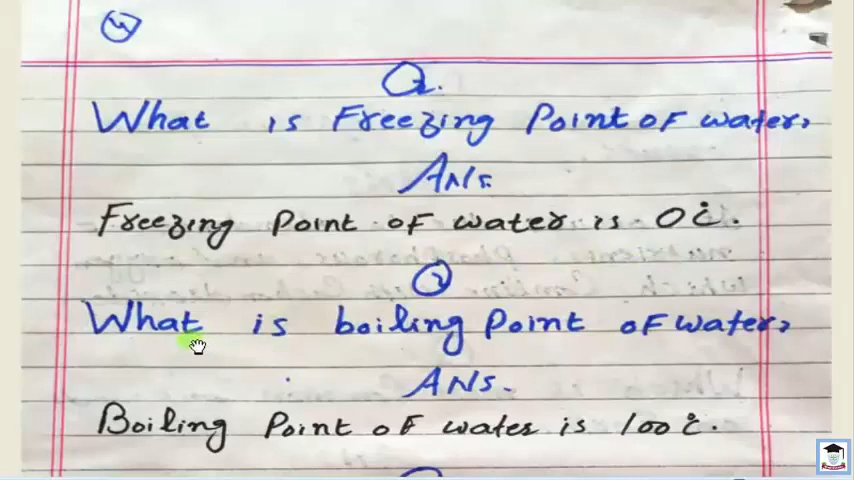 4
Q.
What is Freezing Point of water?
Ans.
Freezing Point of water is 0°C.
Q
What is boiling Point of water?
Ans.
Boiling Point of water is 100°C.